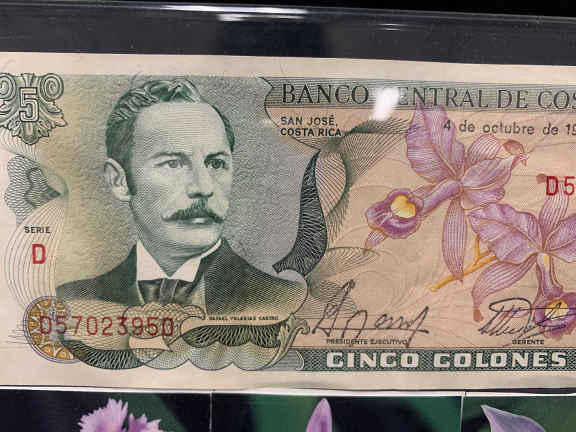 5
BANCO CENTRAL DE COS
SAN JOSÉ,
COSTA RICA
4 de octubre de 19
D5
SERIE
D
D57023950
RAFAEL YGLESIAS CASTRO
PRESIDENTE EJECUTIVO
GERENTE
CINCO COLONES